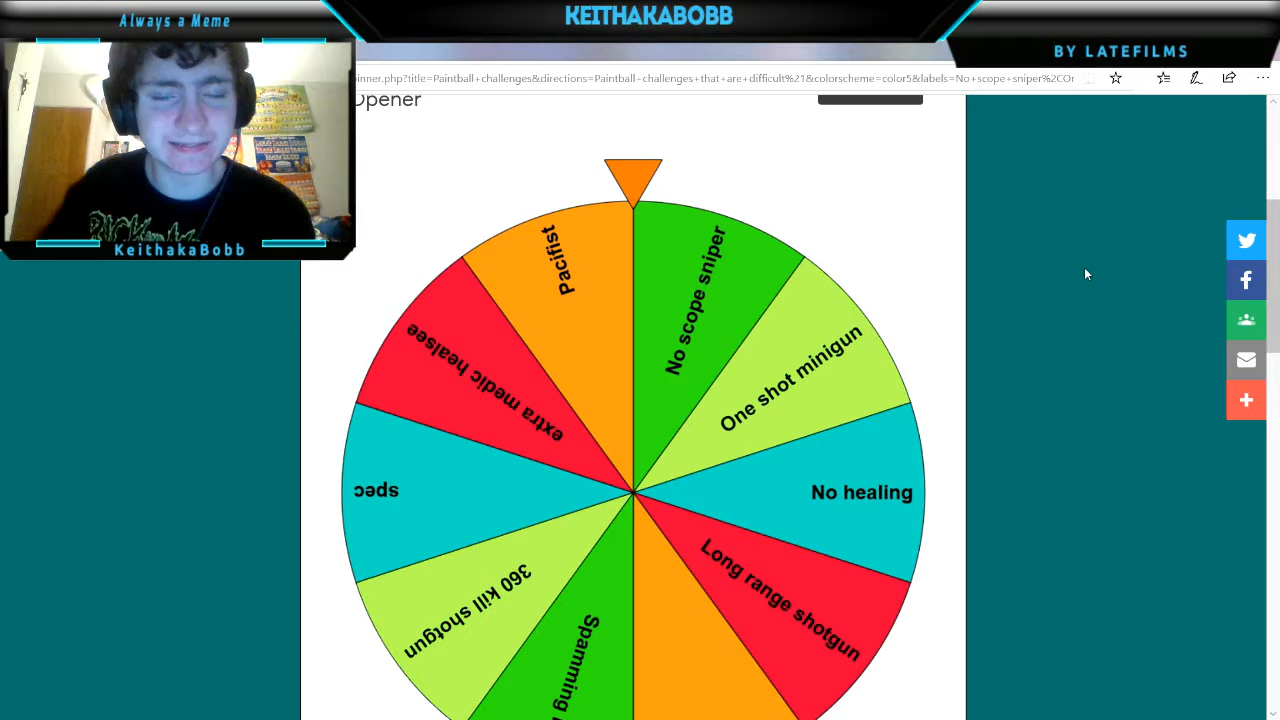 Always a Meme
KEITHAKABOBB
BY LATEFILMS
KeithakaBobb
inner.php?title=Paintball+challenges&directions=Paintball-challenges+that+are+difficult%21&colorscheme=color5&labels=No+scope+sniper%2COr
Opener
Pacifist
No scope sniper
One shot minigun
No healing
Long range shotgun
Spamming
360 kill shotgun
spec
extra medic healsee